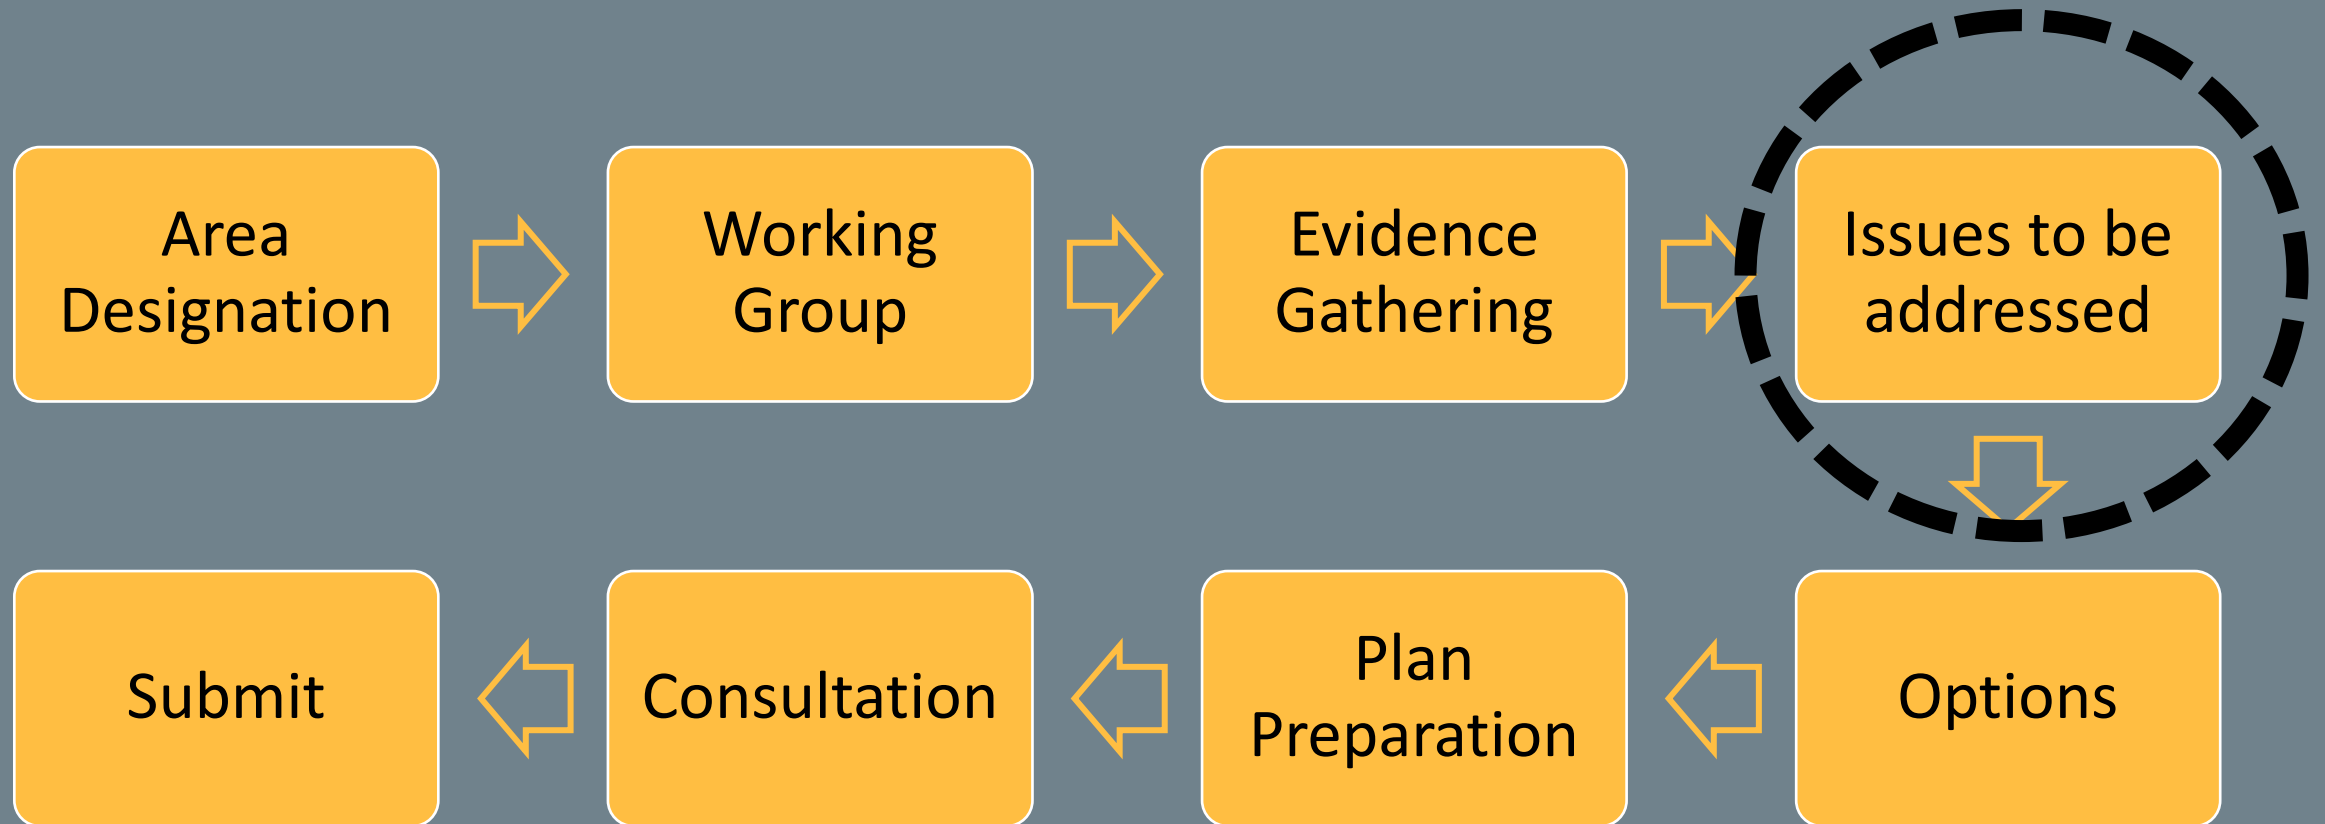 Area
Designation
Working
Group
Evidence
Gathering
Issues to be
addressed
Options
Plan
Preparation
Consultation
Submit